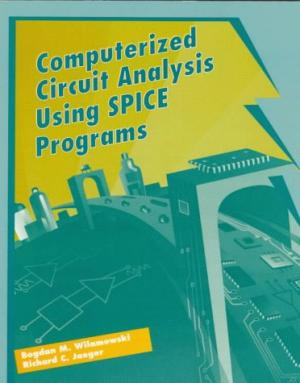 Computerized
Circuit Analysis
Using SPICE
Programs
Bogdan M. Wilamowski
Richard C. Jaeger